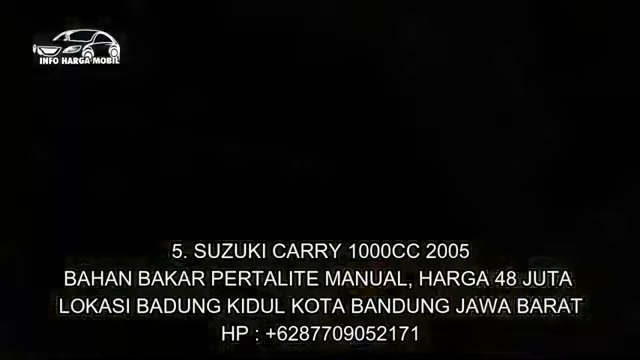 INFO HARGA MOBIL
5. SUZUKI CARRY 1000CC 2005
BAHAN BAKAR PERTALITE MANUAL, HARGA 48 JUTA
LOKASI BADUNG KIDUL KOTA BANDUNG JAWA BARAT
HP : +6287709052171